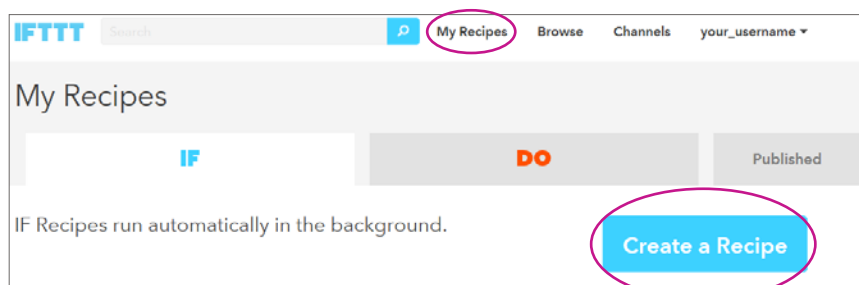 IFTTT Search My Recipes Browse Channels your_username ▾
My Recipes
IF DO Published
IF Recipes run automatically in the background.
Create a Recipe